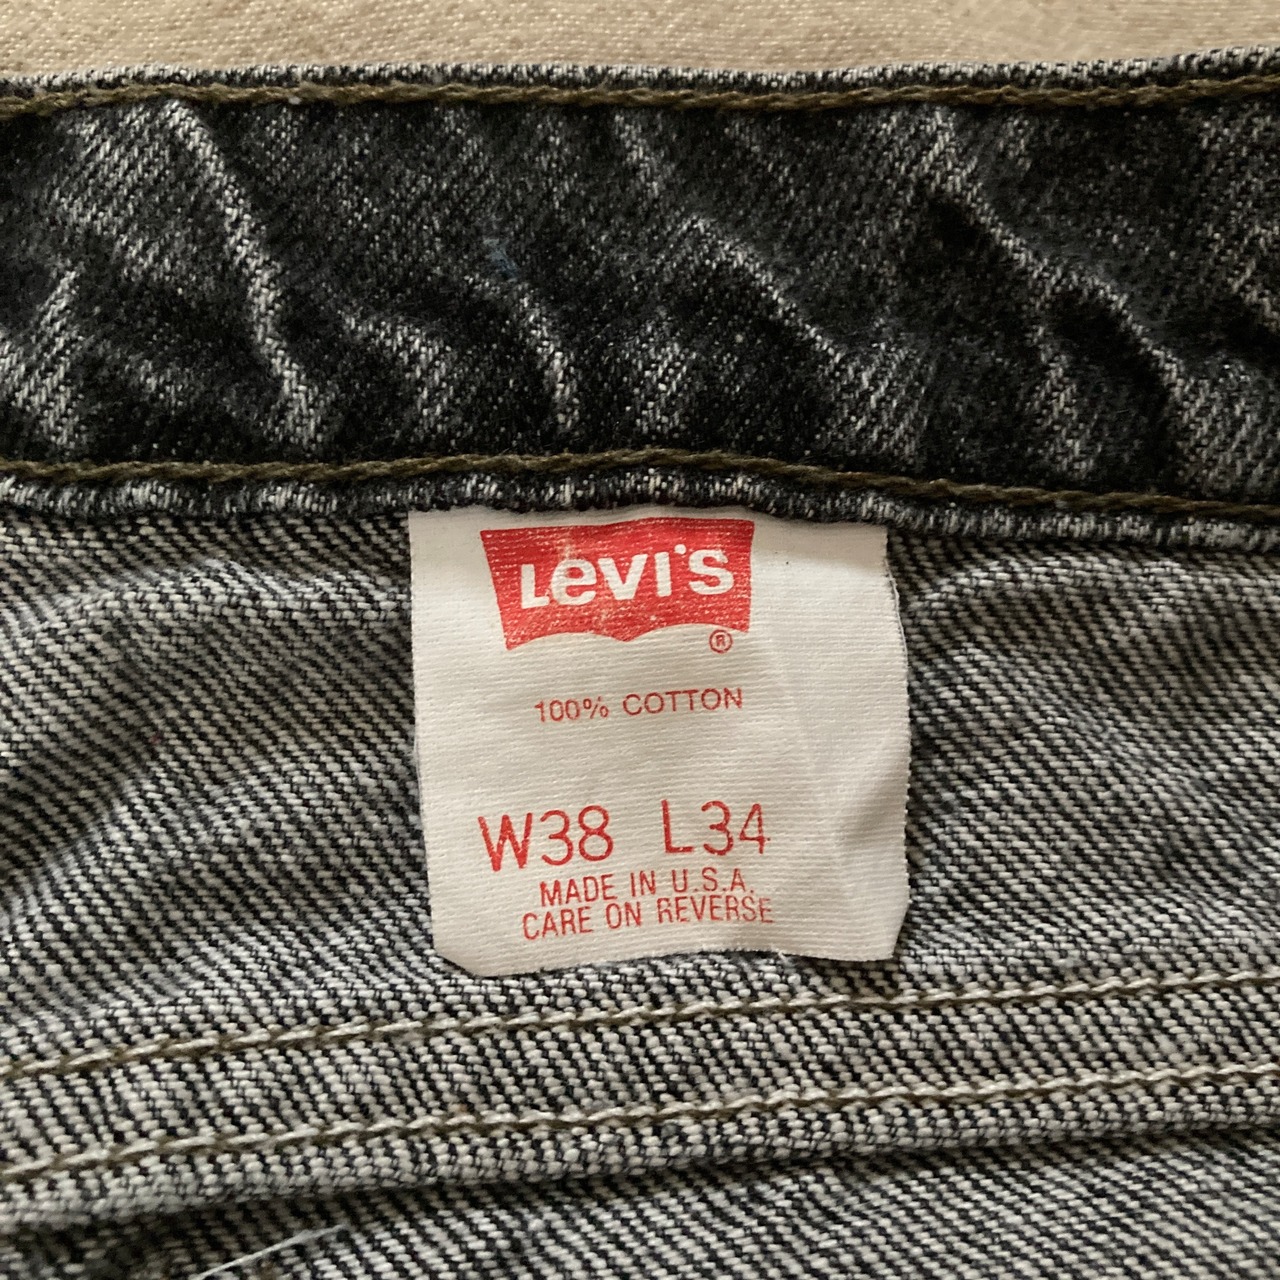 Levi's
®
100% COTTON
W38 L34
MADE IN U.S.A.
CARE ON REVERSE